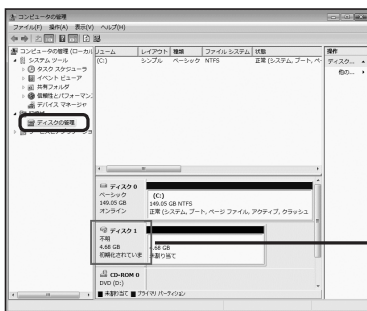 コンピュータの管理
ファイル(F) 操作(A) 表示(V) ヘルプ(H)
コンピュータの管理 (ローカル
システム ツール
タスク スケジューラ
イベント ビューア
共有フォルダ
信頼性とパフォーマンス
デバイス マネージャ
ディスクの管理
リューム レイアウト 種類 ファイル システム 状態
(C:) シンプル ベーシック NTFS 正常 (システム, ブート, ペー
操作
ディスク...
他の...
ディスク 0
ベーシック
149.05 GB
オンライン
(C:)
149.05 GB NTFS
正常 (システム, ブート, ページ ファイル, アクティブ, クラッシュ
ディスク 1
不明
4.68 GB
初期化されていま
4.68 GB
未割り当て
CD-ROM 0
DVD (D:)
未割り当て プライマリ パーティション